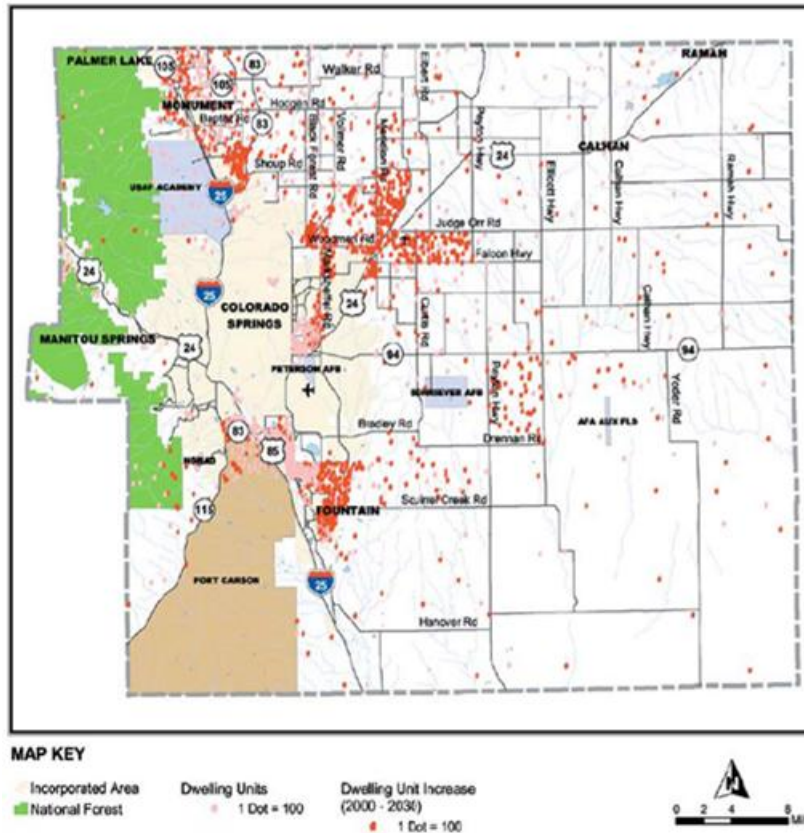 PALMER LAKE
105
83
RAMAH
Walker Rd
Elbert Rd
105
MONUMENT
Hodgen Rd
Baptist Rd
83
Black Forest Rd
Vollmer Rd
Meridian Rd
Peyton Hwy
24
CALHAN
Shoup Rd
USAF ACADEMY
25
Ellicott Hwy
Calhan Hwy
Ramah Hwy
Judge Orr Rd
Woodmen Rd
Falcon Hwy
24
25
COLORADO
SPRINGS
24
Curtis Rd
Calhan Hwy
MANITOU SPRINGS
24
94
94
PETERSON AFB
SCHRIEVER AFB
Peyton Hwy
Yoder Rd
AFA AUX FLD
Bradley Rd
Drennan Rd
83
85
NORAD
Squirrel Creek Rd
115
FOUNTAIN
FORT CARSON
25
Hanover Rd
MAP KEY
Incorporated Area
National Forest
Dwelling Units
1 Dot = 100
Dwelling Unit Increase
(2000 - 2030)
1 Dot = 100
0 2 4 8